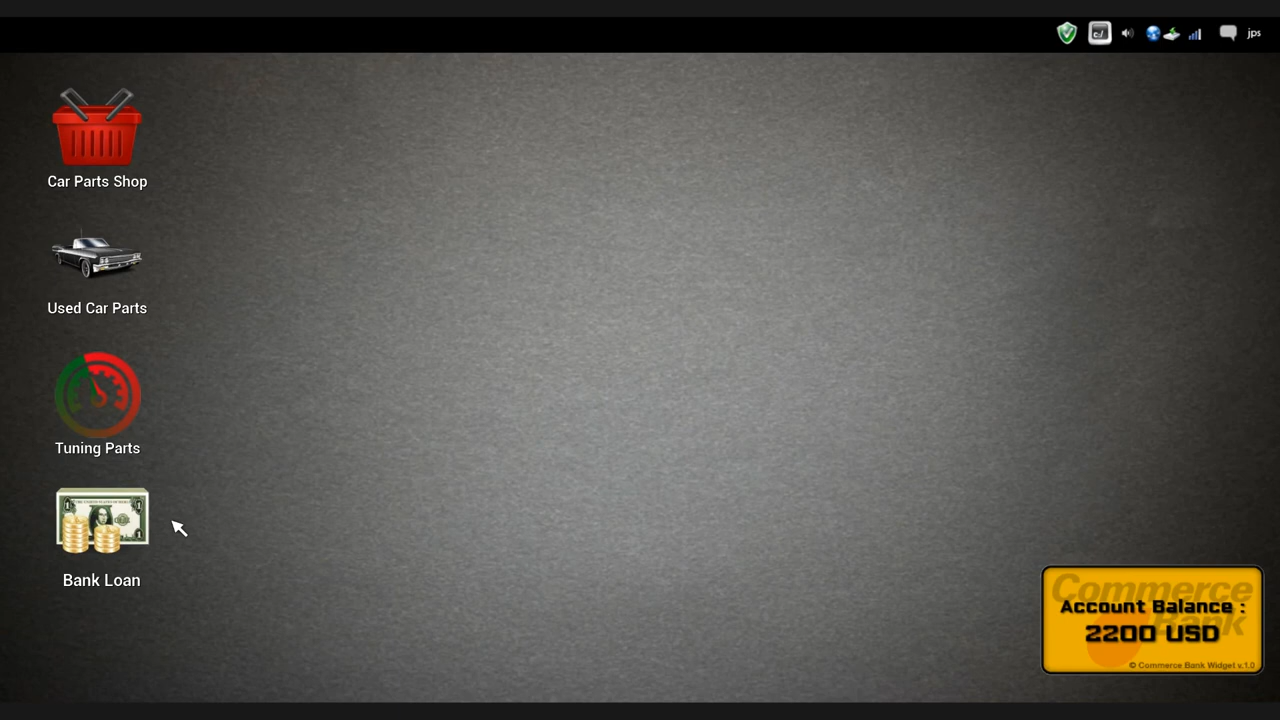 c:/
jps
Car Parts Shop
Used Car Parts
Tuning Parts
Bank Loan
Commerce
Bank
Account Balance :
2200 USD
© Commerce Bank Widget v.1.0